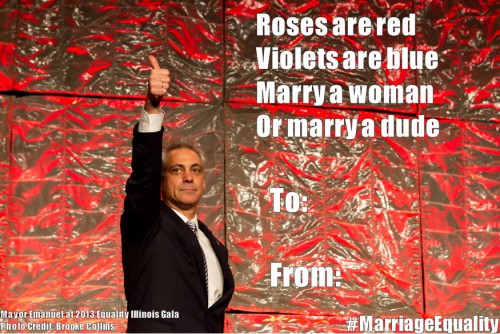 Roses are red
Violets are blue
Marry a woman
Or marry a dude
To:
From:
Mayor Emanuel at 2013 Equality Illinois Gala
Photo Credit: Brooke Collins
#MarriageEquality